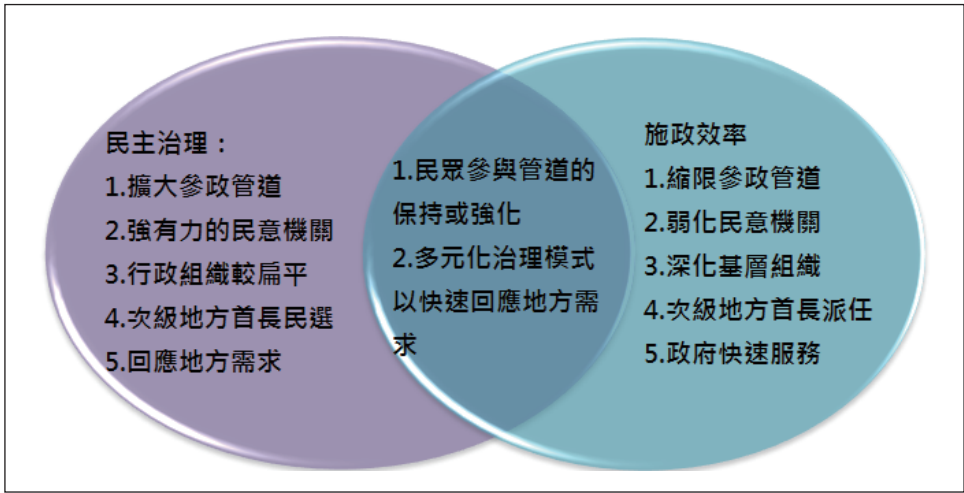 民主治理：
1.擴大參政管道
2.強有力的民意機關
3.行政組織較扁平
4.次級地方首長民選
5.回應地方需求
1.民眾參與管道的
保持或強化
2.多元化治理模式
以快速回應地方需
求
施政效率
1.縮限參政管道
2.弱化民意機關
3.深化基層組織
4.次級地方首長派任
5.政府快速服務